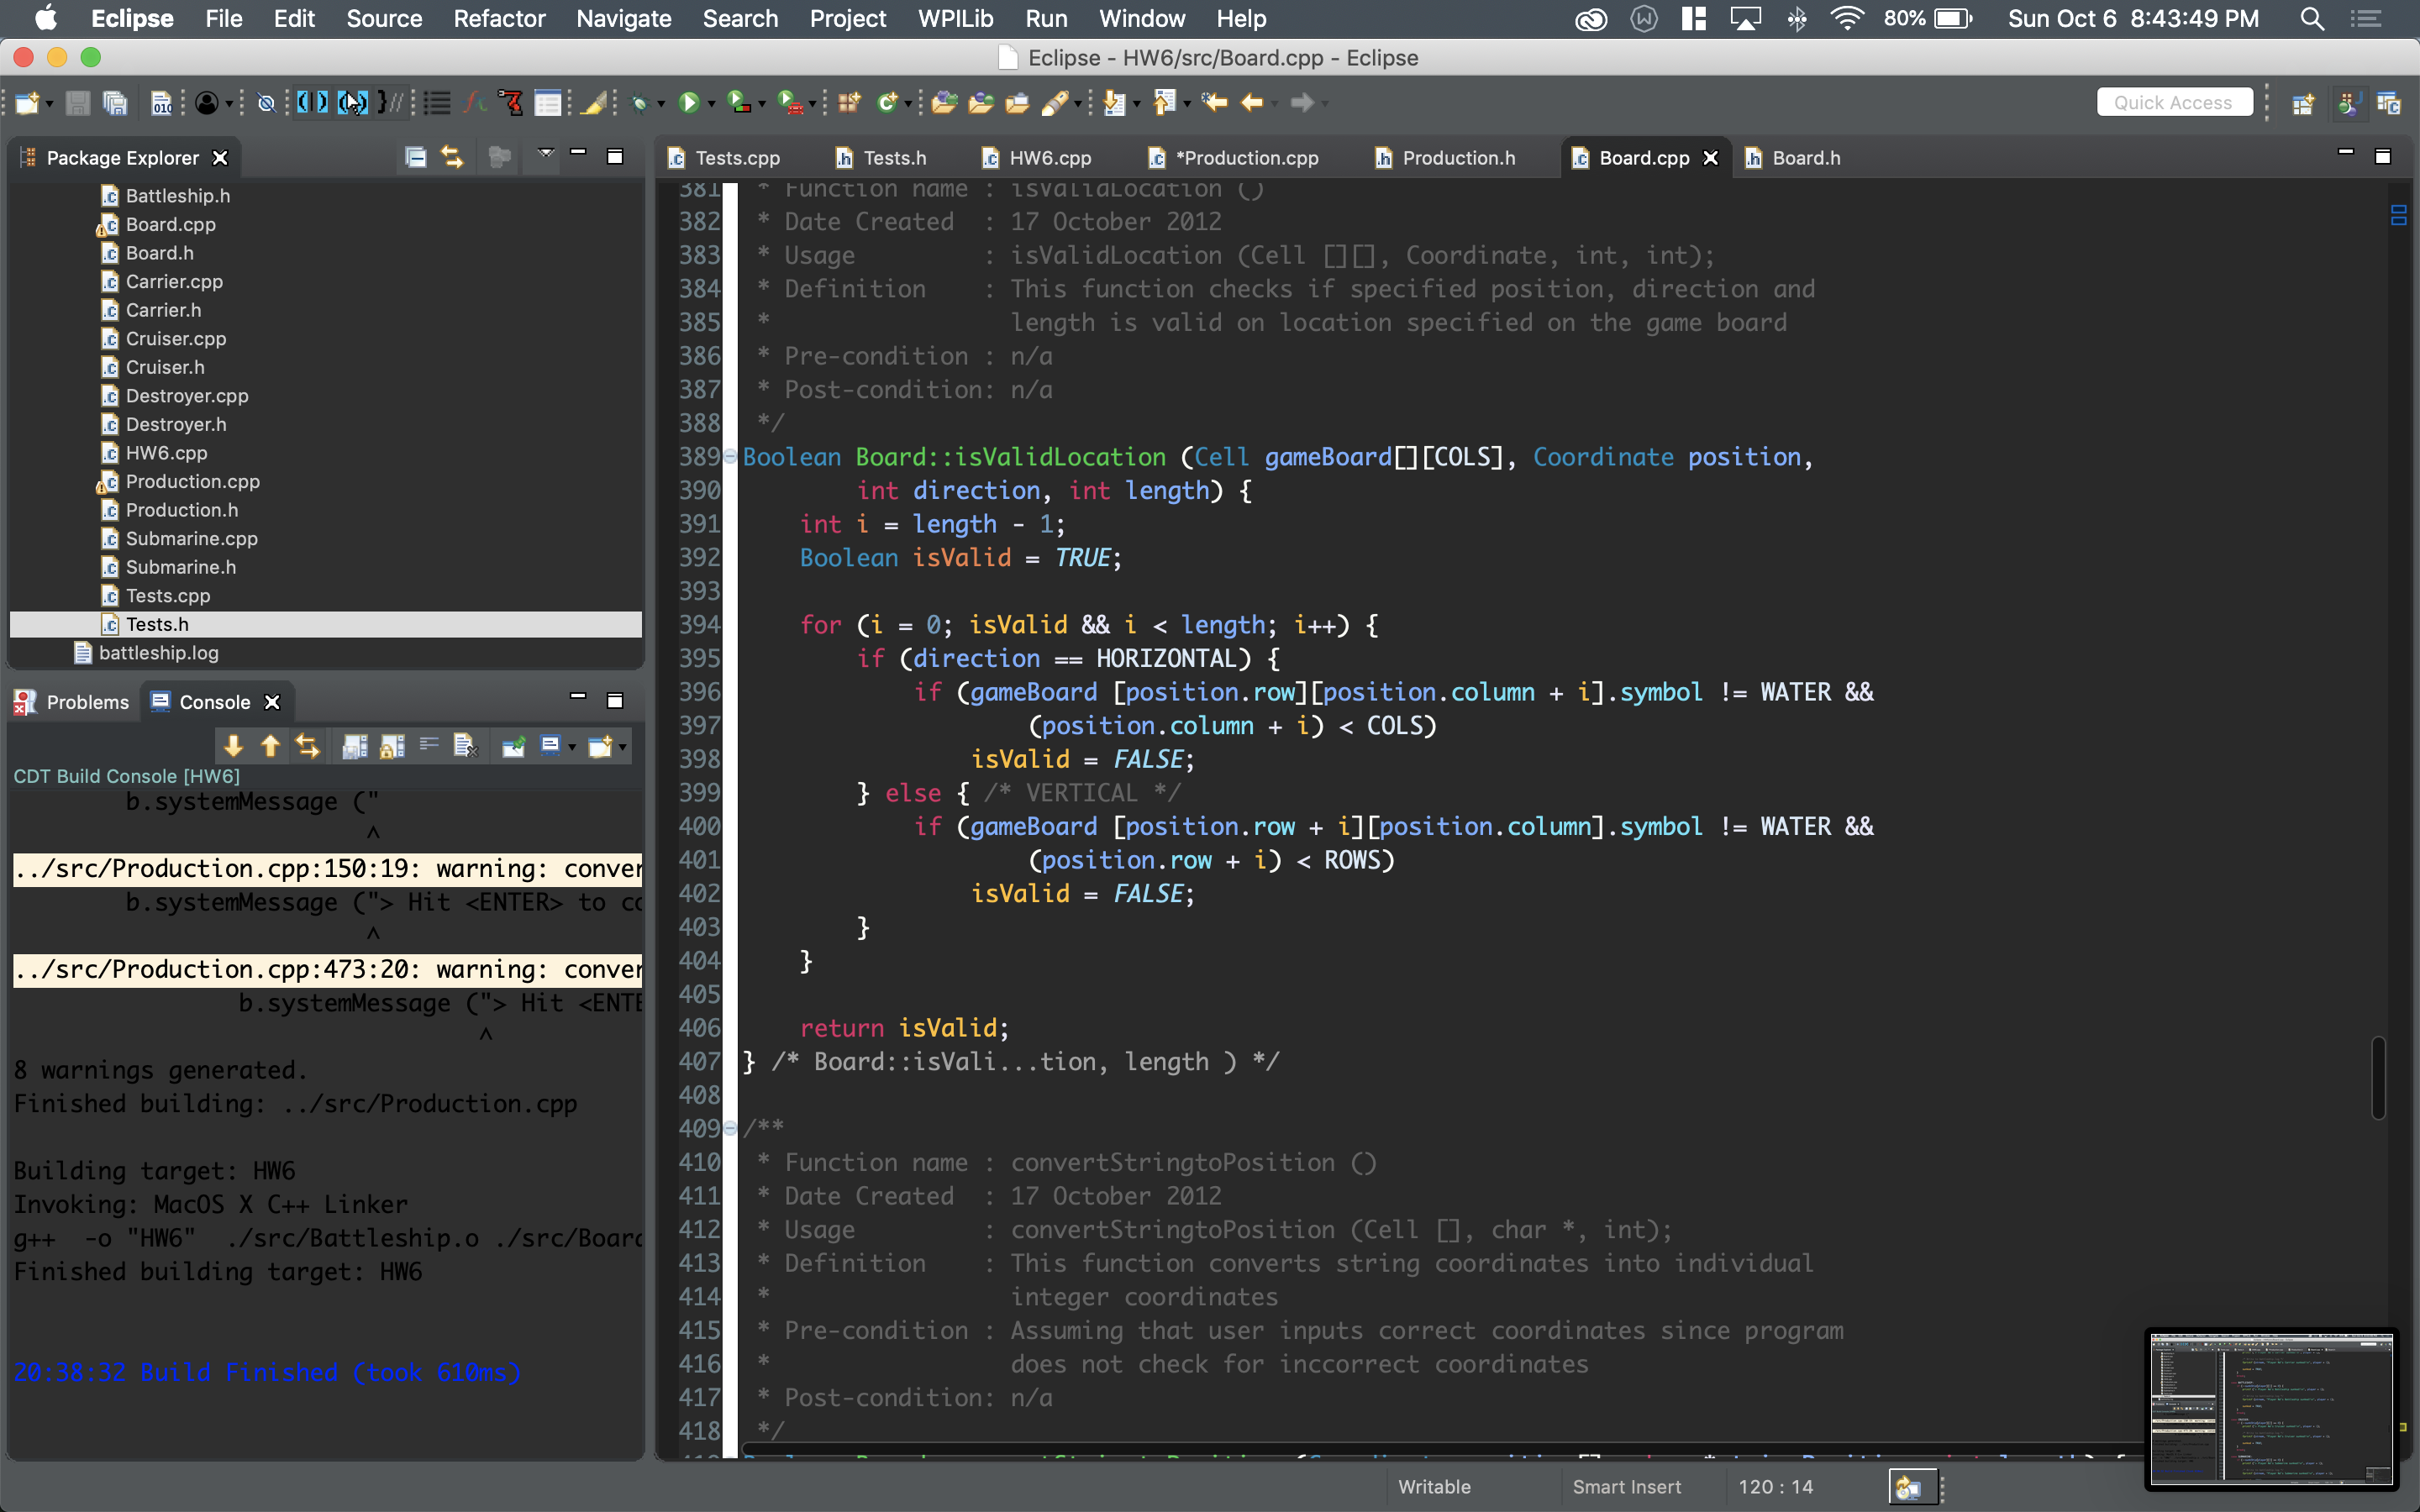 Eclipse File Edit Source Refactor Navigate Search Project WPILib Run Window Help 80% Sun Oct 6 8:43:49 PM
Eclipse - HW6/src/Board.cpp - Eclipse
Quick Access
Package Explorer
Battleship.h
Board.cpp
Board.h
Carrier.cpp
Carrier.h
Cruiser.cpp
Cruiser.h
Destroyer.cpp
Destroyer.h
HW6.cpp
Production.cpp
Production.h
Submarine.cpp
Submarine.h
Tests.cpp
Tests.h
battleship.log
Problems Console
CDT Build Console [HW6]
b.systemMessage ("
^
../src/Production.cpp:150:19: warning: conver
b.systemMessage ("> Hit <ENTER> to co
^
../src/Production.cpp:473:20: warning: conver
b.systemMessage ("> Hit <ENTE
^
8 warnings generated.
Finished building: ../src/Production.cpp
Building target: HW6
Invoking: MacOS X C++ Linker
g++ -o "HW6" ./src/Battleship.o ./src/Board
Finished building target: HW6
20:38:32 Build Finished (took 610ms)
Tests.cpp Tests.h HW6.cpp *Production.cpp Production.h Board.cpp Board.h
381 * Function name : isValidLocation ()
382 * Date Created : 17 October 2012
383 * Usage : isValidLocation (Cell [][], Coordinate, int, int);
384 * Definition : This function checks if specified position, direction and
385 * length is valid on location specified on the game board
386 * Pre-condition : n/a
387 * Post-condition: n/a
388 */
389 Boolean Board::isValidLocation (Cell gameBoard[][COLS], Coordinate position,
390 int direction, int length) {
391 int i = length - 1;
392 Boolean isValid = TRUE;
393
394 for (i = 0; isValid && i < length; i++) {
395 if (direction == HORIZONTAL) {
396 if (gameBoard [position.row][position.column + i].symbol != WATER &&
397 (position.column + i) < COLS)
398 isValid = FALSE;
399 } else { /* VERTICAL */
400 if (gameBoard [position.row + i][position.column].symbol != WATER &&
401 (position.row + i) < ROWS)
402 isValid = FALSE;
403 }
404 }
405
406 return isValid;
407 } /* Board::isVali...tion, length ) */
408
409 /**
410 * Function name : convertStringtoPosition ()
411 * Date Created : 17 October 2012
412 * Usage : convertStringtoPosition (Cell [], char *, int);
413 * Definition : This function converts string coordinates into individual
414 * integer coordinates
415 * Pre-condition : Assuming that user inputs correct coordinates since program
416 * does not check for inccorrect coordinates
417 * Post-condition: n/a
418 */
Writable Smart Insert 120 : 14